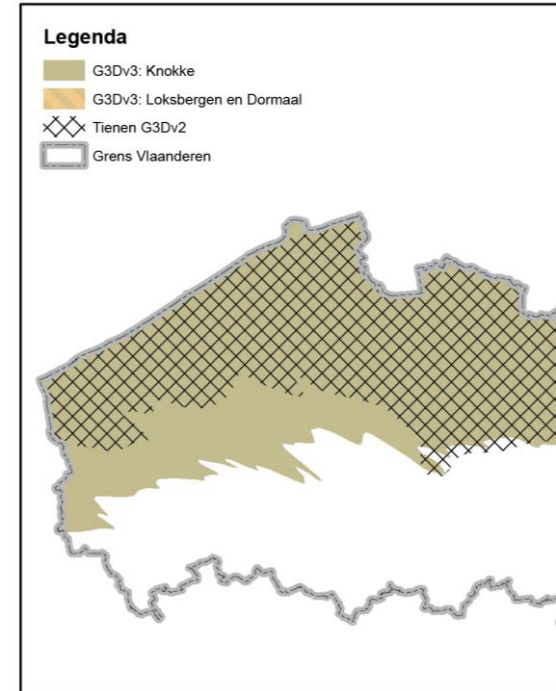 Legenda
G3Dv3: Knokke
G3Dv3: Loksbergen en Dormaal
Tienen G3Dv2
Grens Vlaanderen